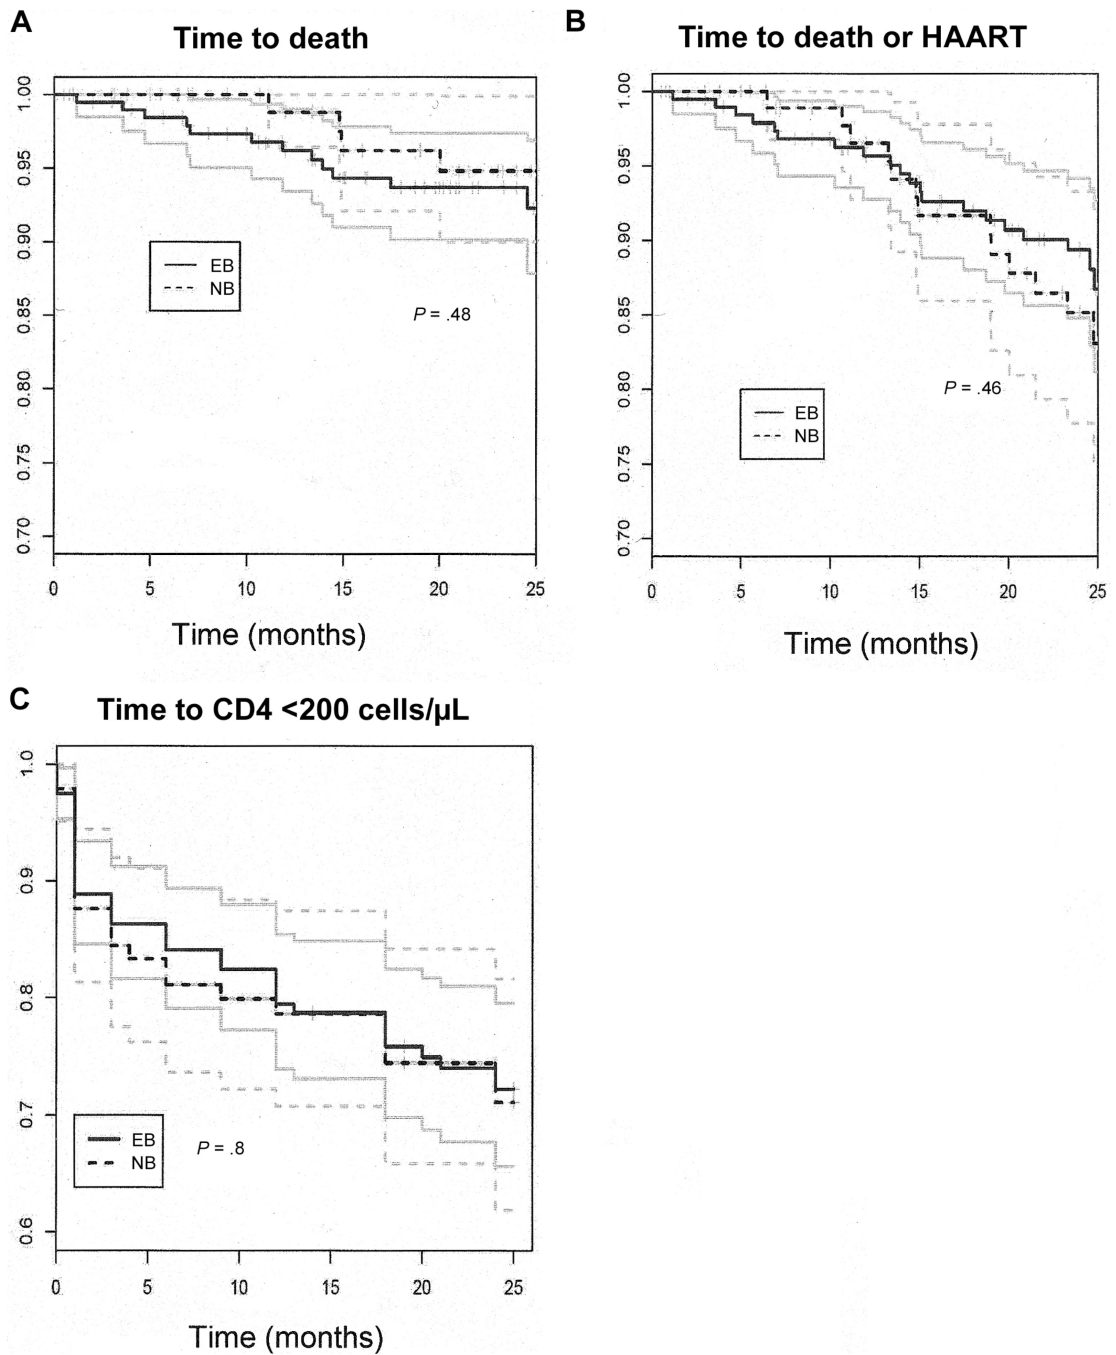 A
Time to death
1.00
0.95
0.90
0.85
0.80
0.75
0.70
EB
NB
P = .48
0 5 10 15 20 25
Time (months)
B
Time to death or HAART
1.00
0.95
0.90
0.85
0.80
0.75
0.70
P = .46
EB
NB
0 5 10 15 20 25
Time (months)
C
Time to CD4 <200 cells/µL
1.0
0.9
0.8
0.7
0.6
EB
NB
P = .8
0 5 10 15 20 25
Time (months)